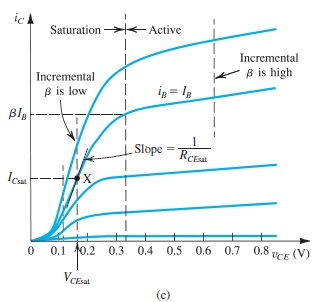 i_C
Saturation → ← Active
Incremental
β is low
Incremental
β is high
i_B = I_B
βI_B
Slope = 1/R_CEsat
I_Csat
X
0 0.1 0.2 0.3 0.4 0.5 0.6 0.7 0.8 v_CE (V)
V_CEsat
(c)